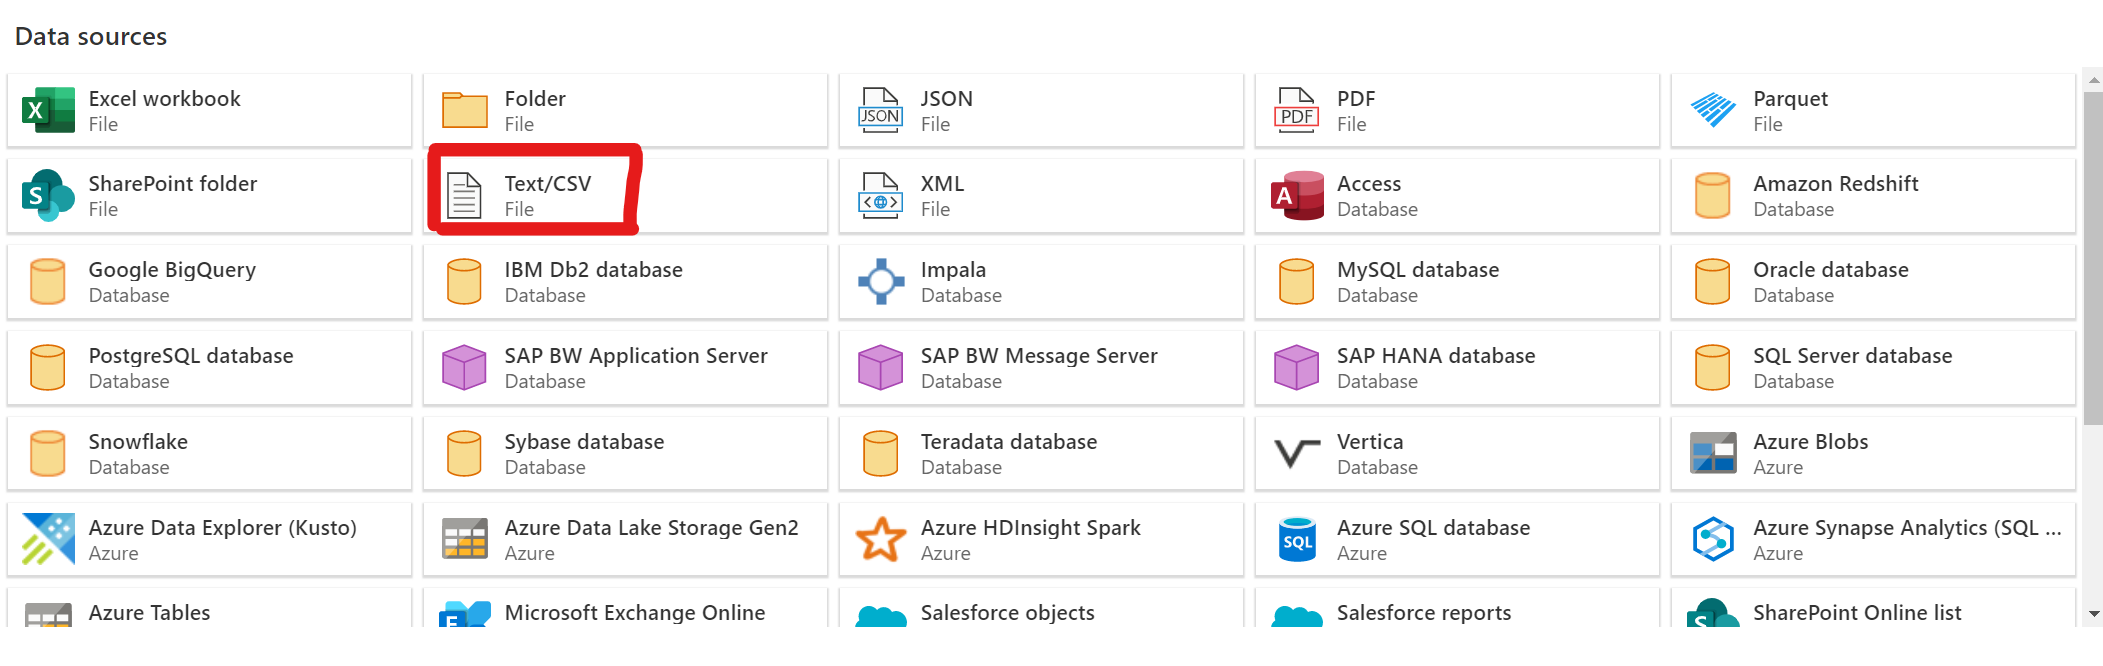 Data sources
Excel workbook
File
Folder
File
JSON
JSON
File
PDF
PDF
File
Parquet
File
S
SharePoint folder
File
Text/CSV
File
XML
File
A
Access
Database
Amazon Redshift
Database
Google BigQuery
Database
IBM Db2 database
Database
Impala
Database
MySQL database
Database
Oracle database
Database
PostgreSQL database
Database
SAP BW Application Server
Database
SAP BW Message Server
Database
SAP HANA database
Database
SQL Server database
Database
Snowflake
Database
Sybase database
Database
Teradata database
Database
Vertica
Database
Azure Blobs
Azure
Azure Data Explorer (Kusto)
Azure
Azure Data Lake Storage Gen2
Azure
Azure HDInsight Spark
Azure
SQL
Azure SQL database
Azure
Azure Synapse Analytics (SQL ...
Azure
Azure Tables
E
Microsoft Exchange Online
Salesforce objects
Salesforce reports
S
SharePoint Online list